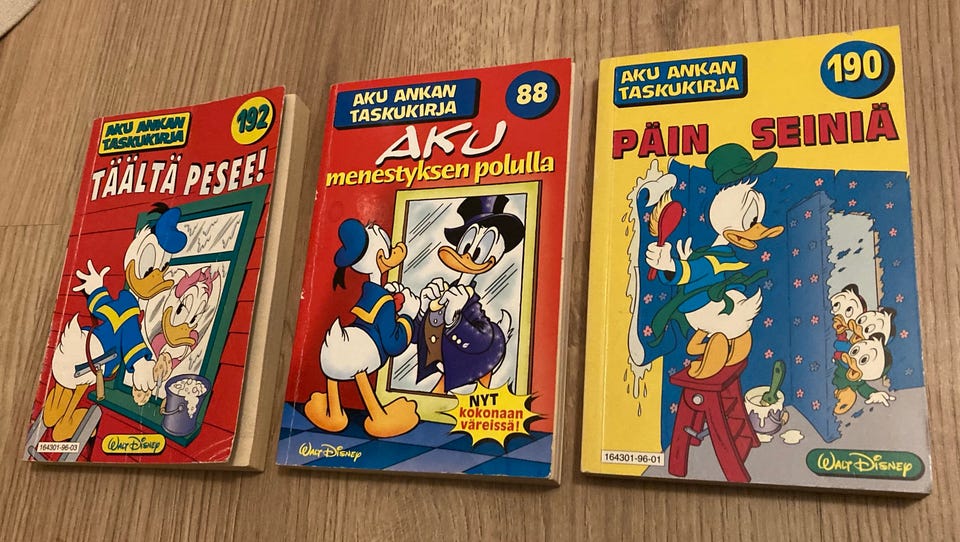 AKU ANKAN
TASKUKIRJA
192
TÄÄLTÄ PESEE!
164301-96-03
WALT DISNEY
AKU ANKAN
TASKUKIRJA
88
AKU
menestyksen polulla
NYT
kokonaan
väreissä!
WALT DISNEY
AKU ANKAN
TASKUKIRJA
190
PÄIN SEINIÄ
164301-96-01
WALT DISNEY